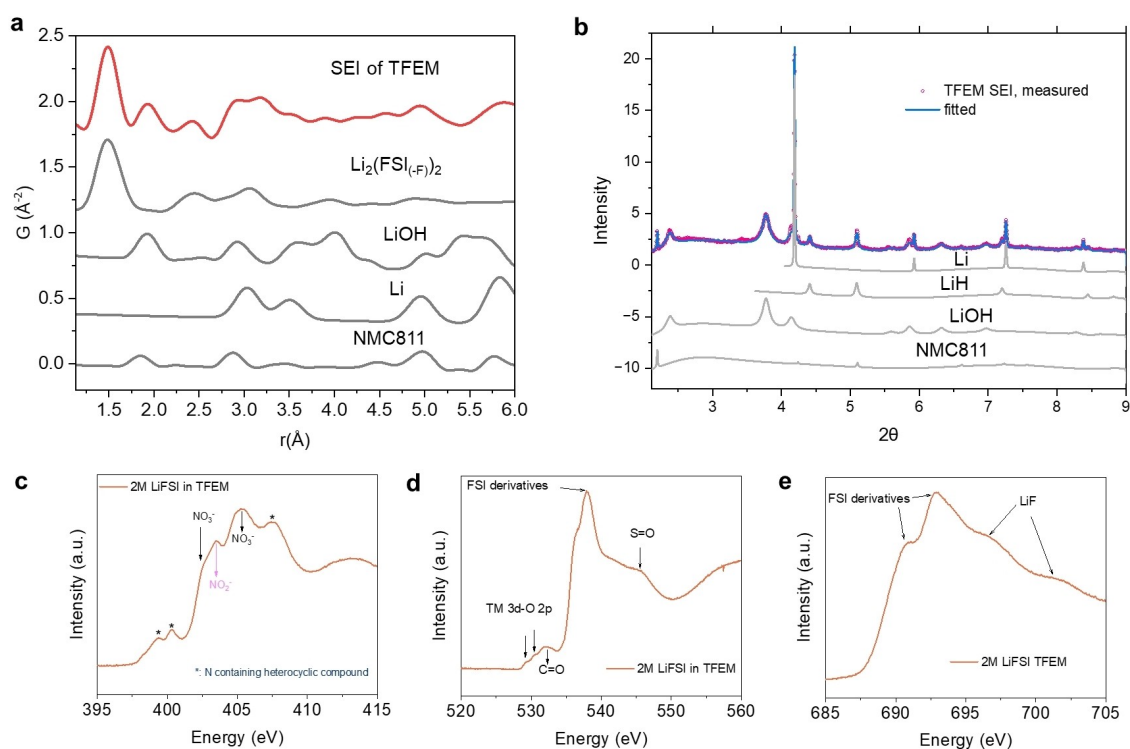 a
2.5
2.0
1.5
1.0
0.5
0.0
G (Å⁻²)
SEI of TFEM
Li₂(FSI₍₋F₎)₂
LiOH
Li
NMC811
1.5 2.0 2.5 3.0 3.5 4.0 4.5 5.0 5.5 6.0
r(Å)
b
20
15
10
5
0
−5
−10
Intensity
TFEM SEI, measured
fitted
Li
LiH
LiOH
NMC811
3 4 5 6 7 8 9
2θ
c
2M LiFSI in TFEM
NO₃⁻
NO₂⁻
NO₃⁻
*
*
*
*: N containing heterocyclic compound
Intensity (a.u.)
395 400 405 410 415
Energy (eV)
d
FSI derivatives
S=O
TM 3d-O 2p
C=O
2M LiFSI in TFEM
Intensity (a.u.)
520 530 540 550 560
Energy (eV)
e
FSI derivatives
LiF
2M LiFSI TFEM
Intensity (a.u.)
685 690 695 700 705
Energy (eV)